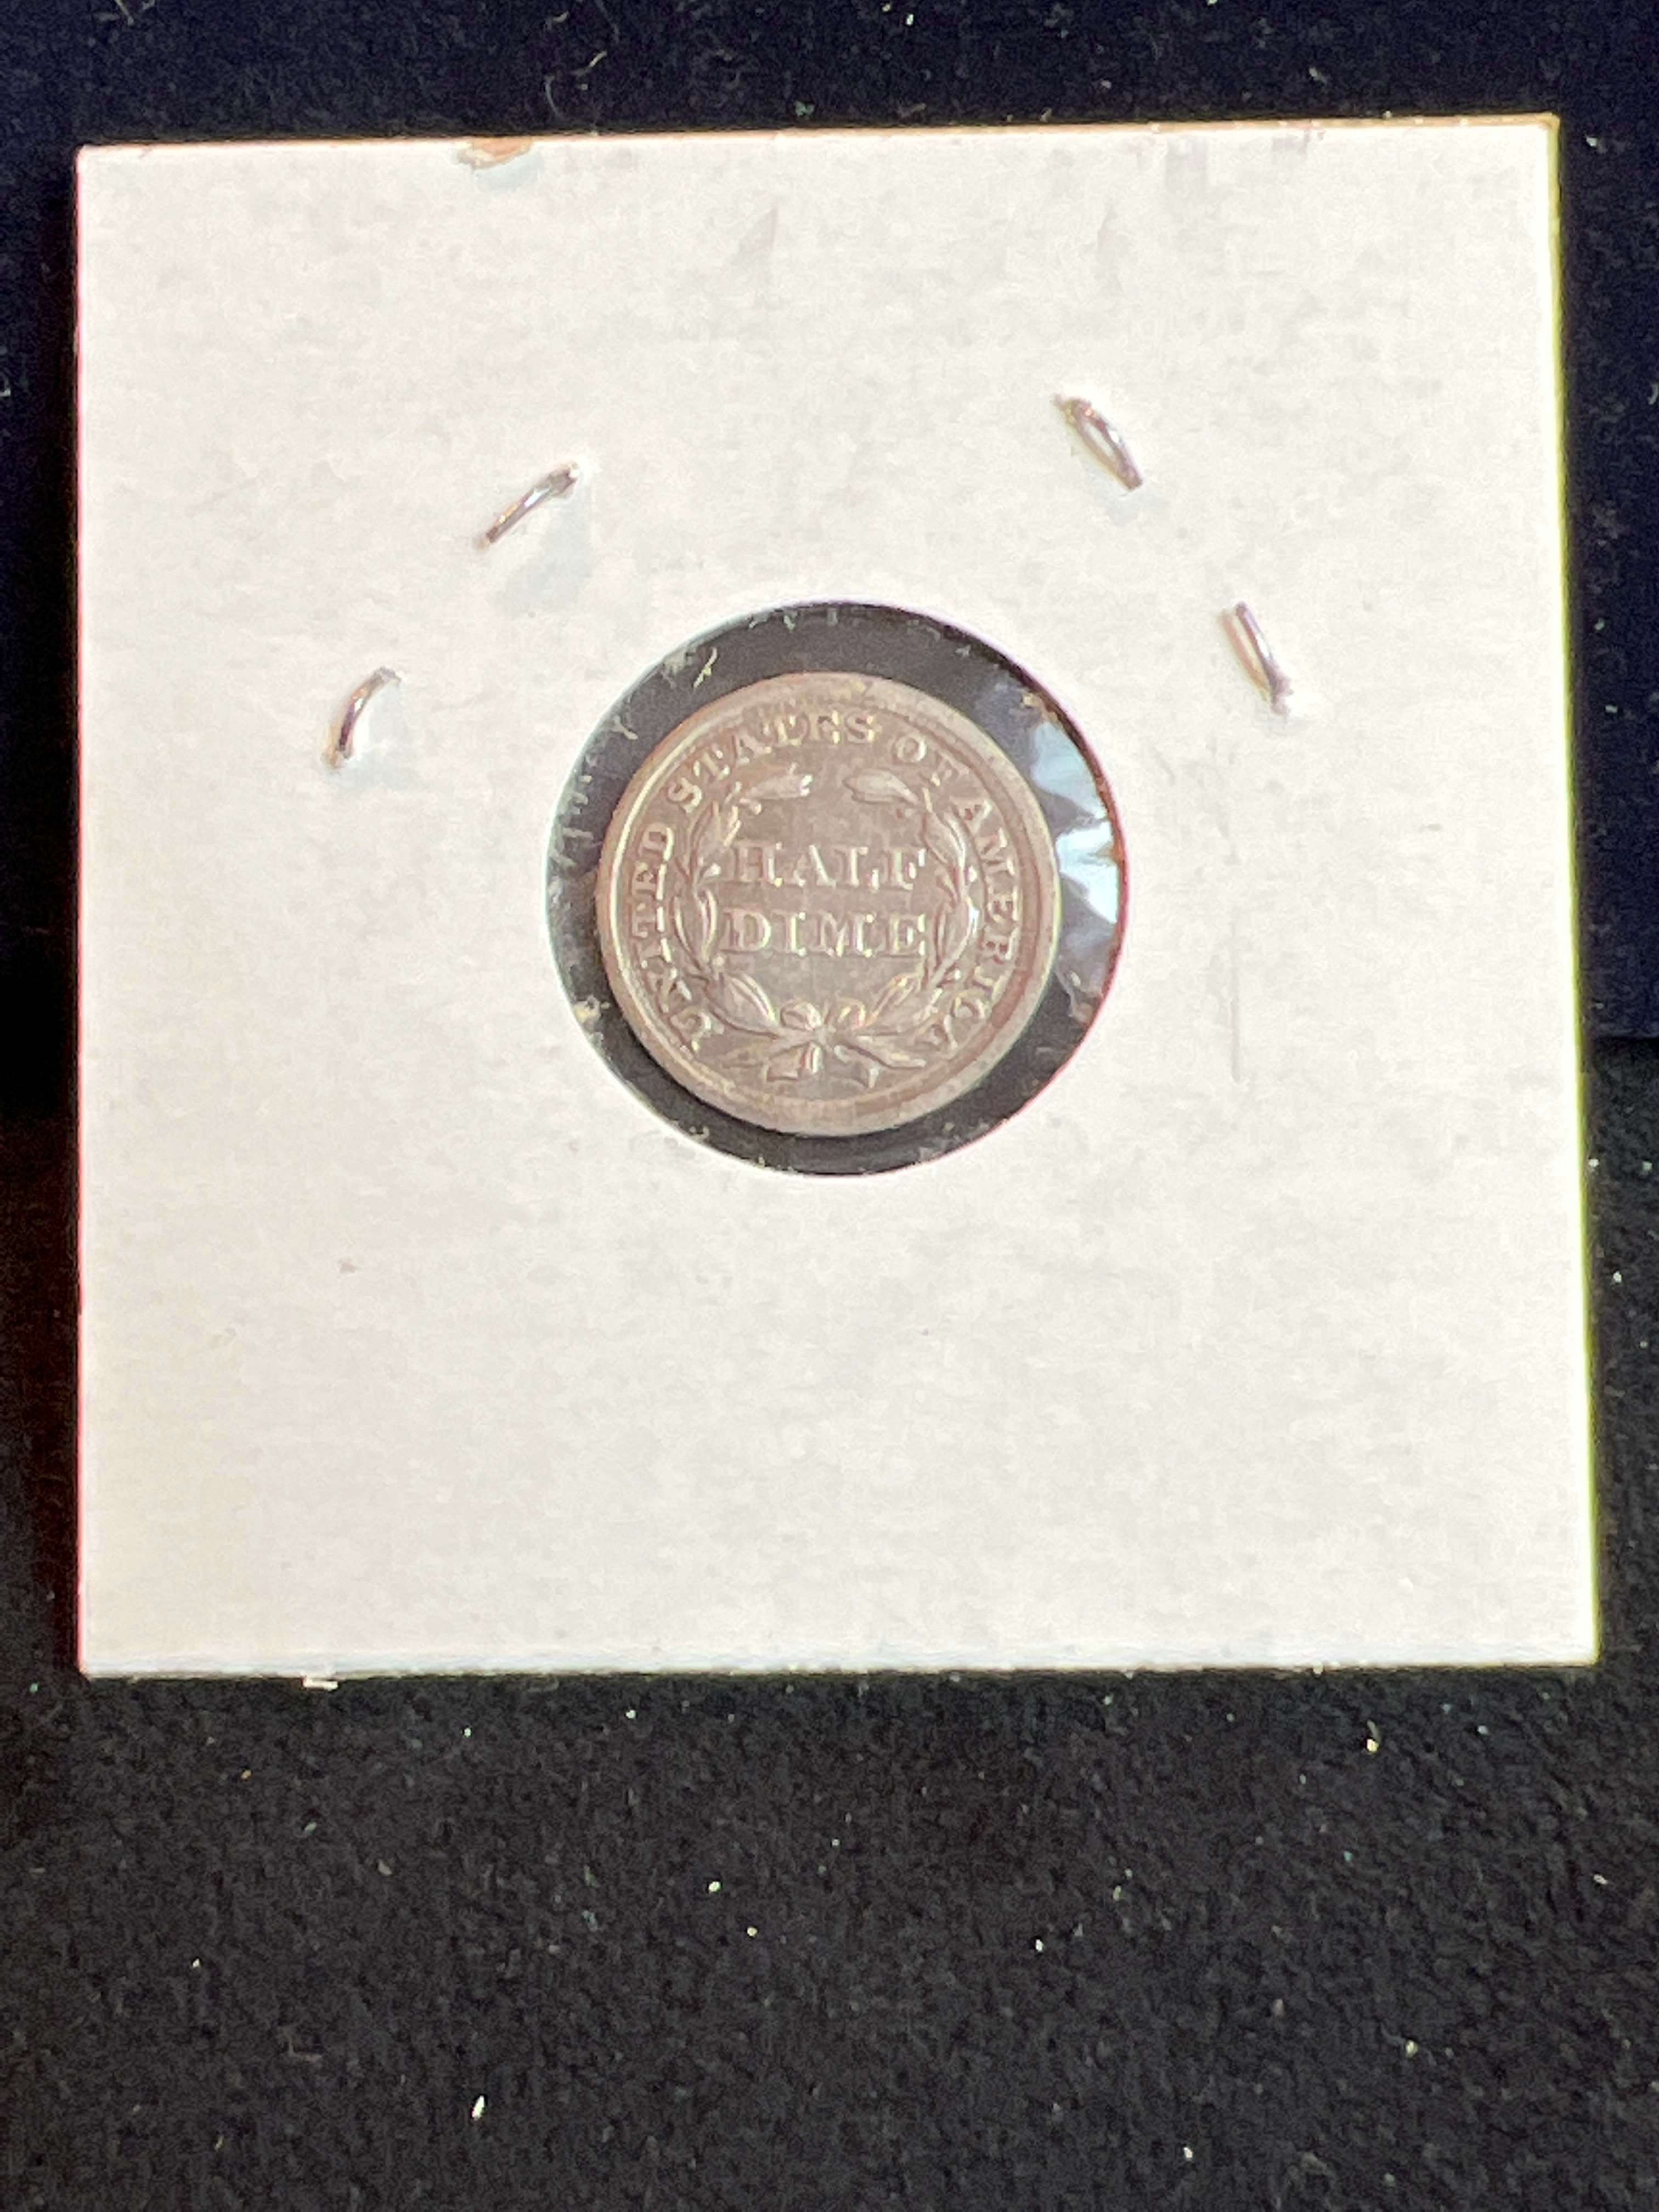 UNITED STATES OF AMERICA
HALF
DIME